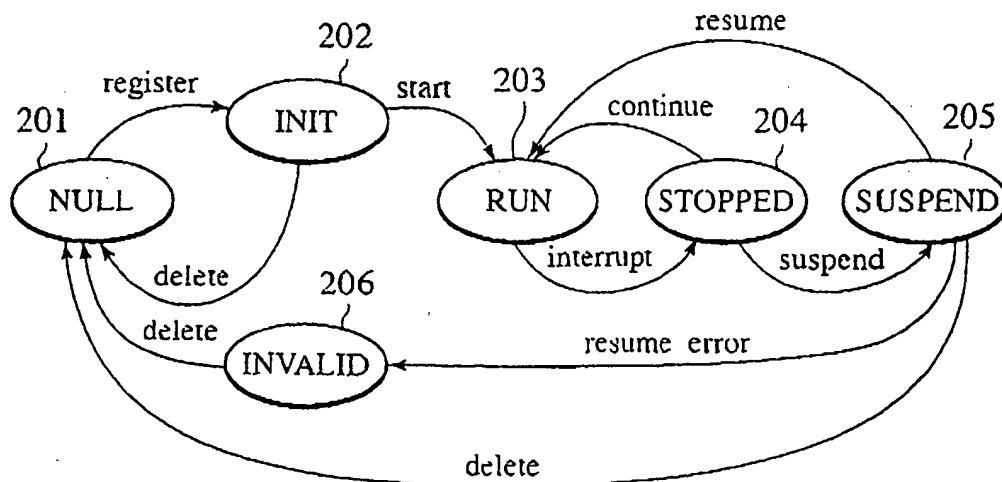 202
resume
203
register
start
continue
204
205
201
INIT
NULL
RUN
STOPPED
SUSPEND
interrupt
suspend
delete
206
delete
INVALID
resume error
delete